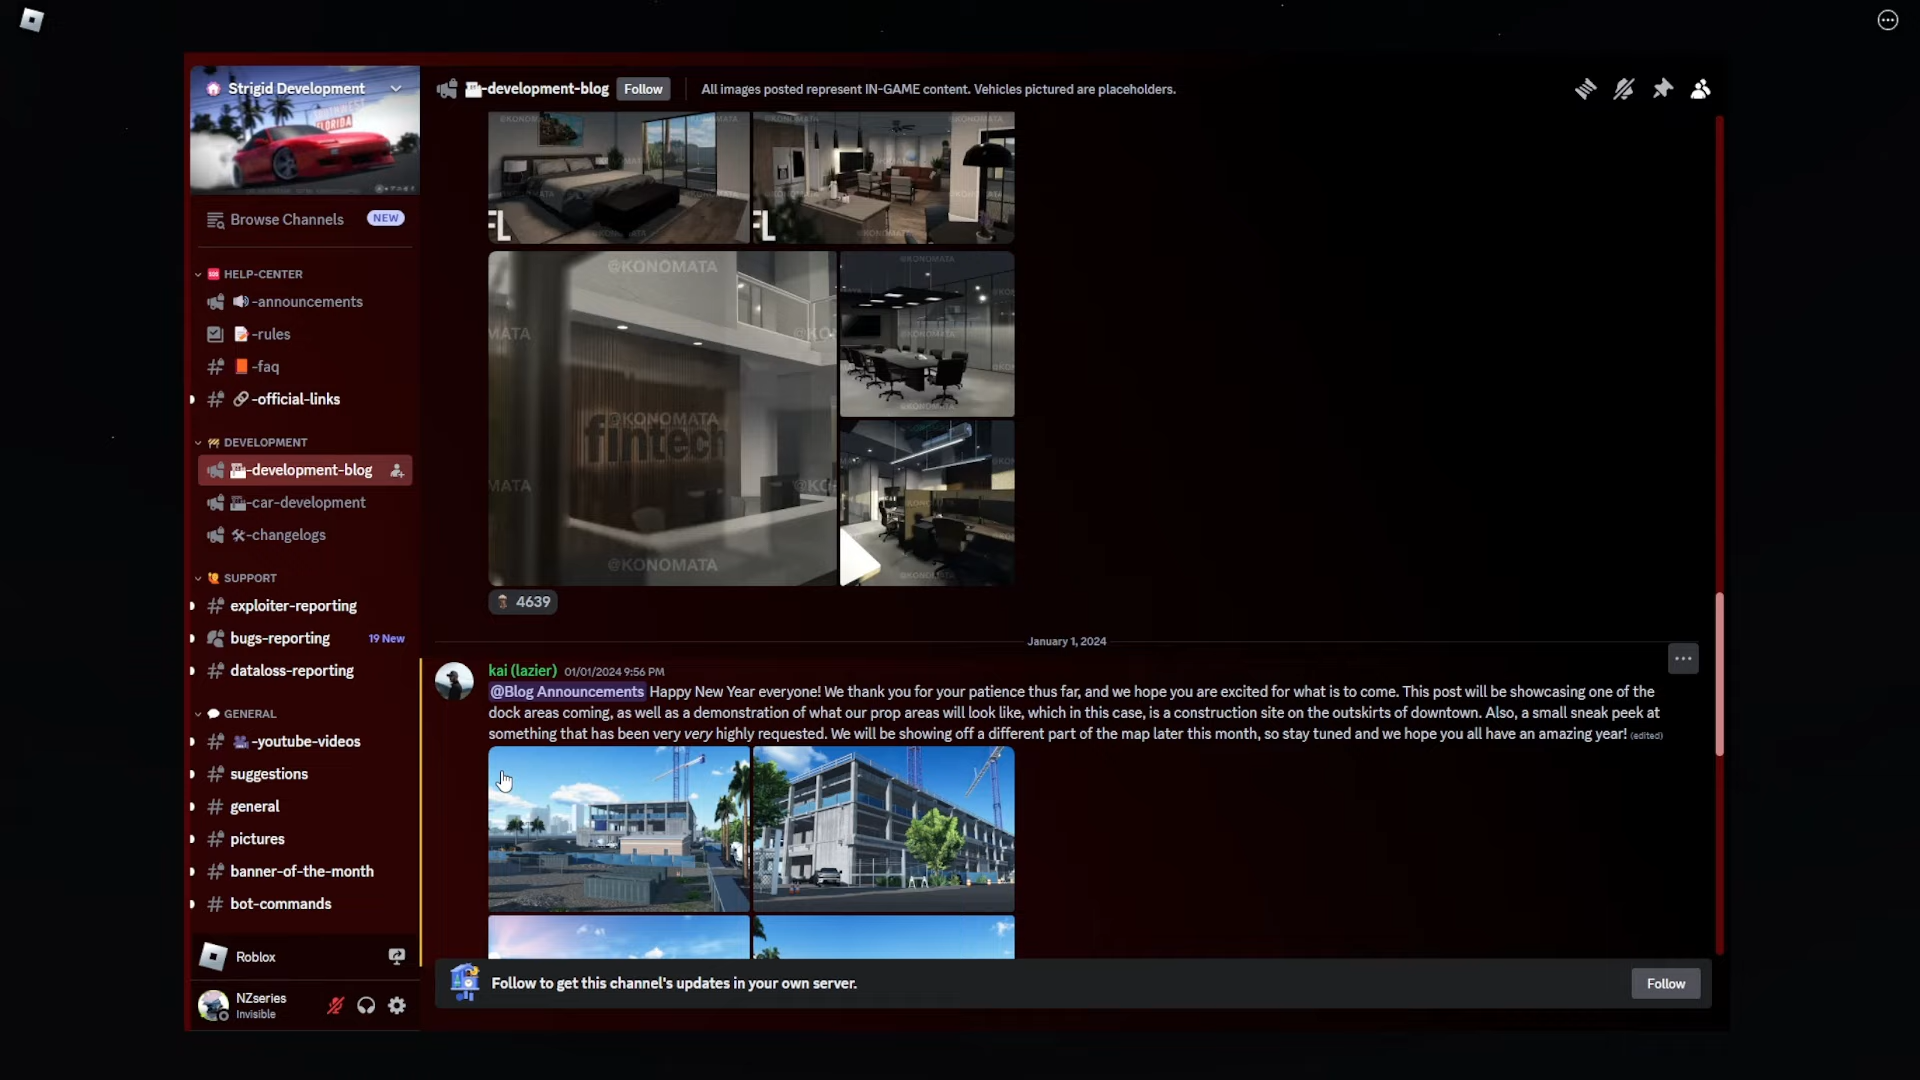 Strigid Development
SOUTHWEST
FLORIDA
Browse Channels
NEW
HELP-CENTER
-announcements
-rules
-faq
-official-links
DEVELOPMENT
-development-blog
-car-development
-changelogs
SUPPORT
exploiter-reporting
bugs-reporting
19 New
dataloss-reporting
GENERAL
-youtube-videos
suggestions
general
pictures
banner-of-the-month
bot-commands
Roblox
NZseries
Invisible
-development-blog
Follow
All images posted represent IN-GAME content. Vehicles pictured are placeholders.
@KONOMATA
fintech
@KONOMATA
@KONOMATA
4639
January 1, 2024
kai (lazier) 01/01/2024 9:56 PM
@Blog Announcements Happy New Year everyone! We thank you for your patience thus far, and we hope you are excited for what is to come. This post will be showcasing one of the
dock areas coming, as well as a demonstration of what our prop areas will look like, which in this case, is a construction site on the outskirts of downtown. Also, a small sneak peek at
something that has been very very highly requested. We will be showing off a different part of the map later this month, so stay tuned and we hope you all have an amazing year! (edited)
Follow to get this channel's updates in your own server.
Follow